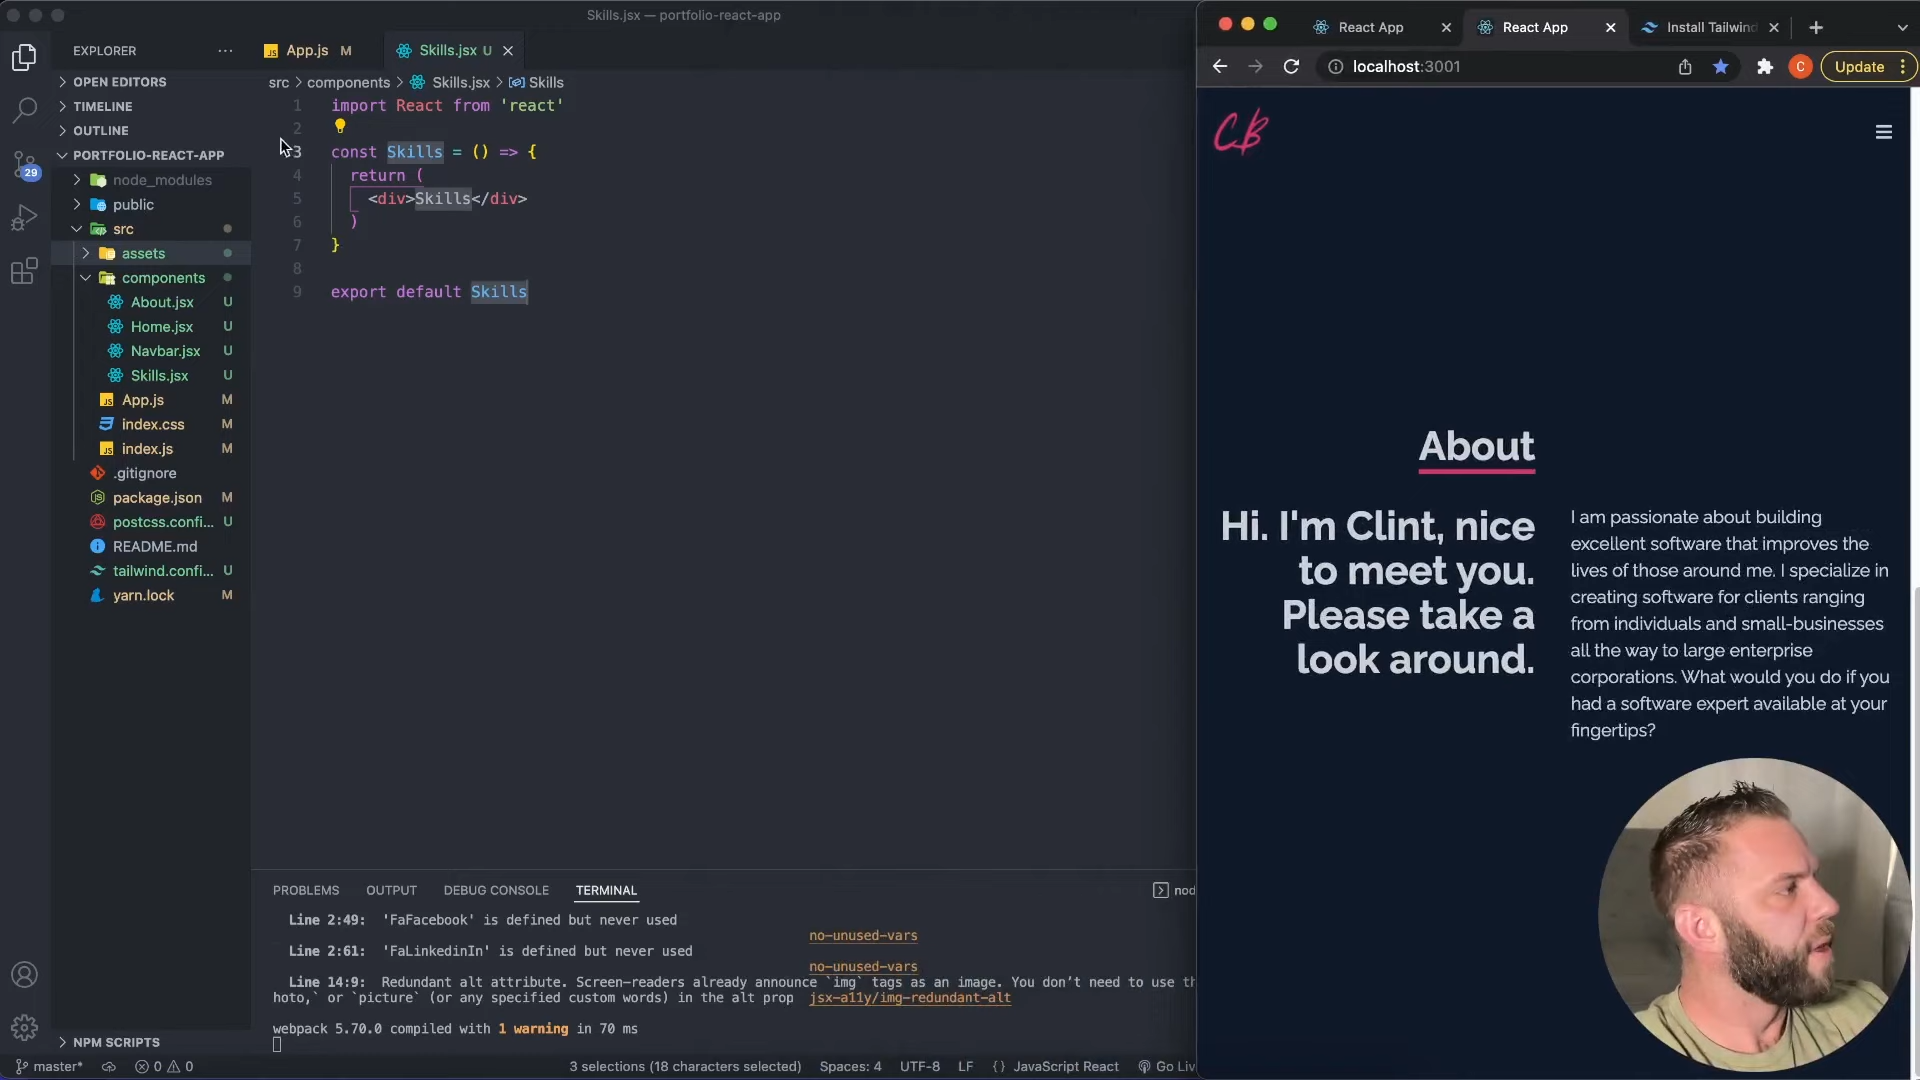 Skills.jsx — portfolio-react-app
EXPLORER
App.js M
Skills.jsx U
OPEN EDITORS
src > components > Skills.jsx > Skills
TIMELINE
OUTLINE
PORTFOLIO-REACT-APP
node_modules
public
src
assets
components
About.jsx U
Home.jsx U
Navbar.jsx U
Skills.jsx U
App.js M
index.css M
index.js M
.gitignore
package.json M
postcss.confi... U
README.md
tailwind.confi... U
yarn.lock M
NPM SCRIPTS
29
1 import React from 'react'
2
3 const Skills = () => {
4 return (
5 <div>Skills</div>
6 )
7 }
8
9 export default Skills
PROBLEMS OUTPUT DEBUG CONSOLE TERMINAL
nod
Line 2:49: 'FaFacebook' is defined but never used
no-unused-vars
Line 2:61: 'FaLinkedinIn' is defined but never used
no-unused-vars
Line 14:9: Redundant alt attribute. Screen-readers already announce `img` tags as an image. You don’t need to use th
hoto,` or `picture` (or any specified custom words) in the alt prop jsx-a11y/img-redundant-alt
webpack 5.70.0 compiled with 1 warning in 70 ms
master* 0 0 3 selections (18 characters selected) Spaces: 4 UTF-8 LF {} JavaScript React Go Liv
React App
React App
Install Tailwind
localhost:3001
C
Update
CB
About
Hi. I'm Clint, nice
to meet you.
Please take a
look around.
I am passionate about building
excellent software that improves the
lives of those around me. I specialize in
creating software for clients ranging
from individuals and small-businesses
all the way to large enterprise
corporations. What would you do if you
had a software expert available at your
fingertips?